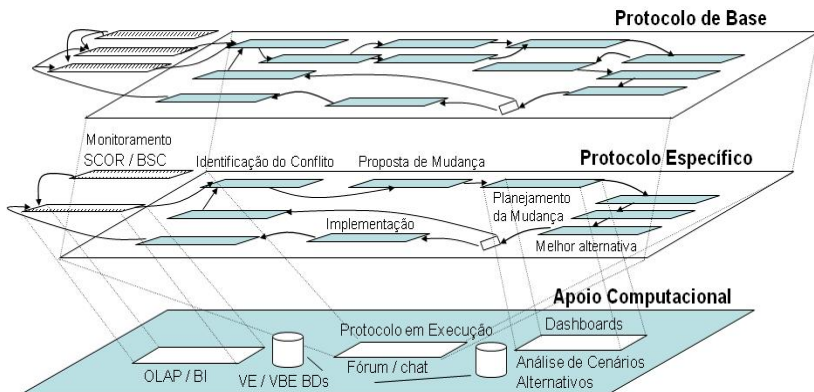 Protocolo de Base
Monitoramento
SCOR / BSC
Identificação do Conflito
Proposta de Mudança
Protocolo Específico
Planejamento
da Mudança
Implementação
Melhor alternativa
Apoio Computacional
Protocolo em Execução
Dashboards
OLAP / BI
VE / VBE BDs
Fórum / chat
Análise de Cenários
Alternativos